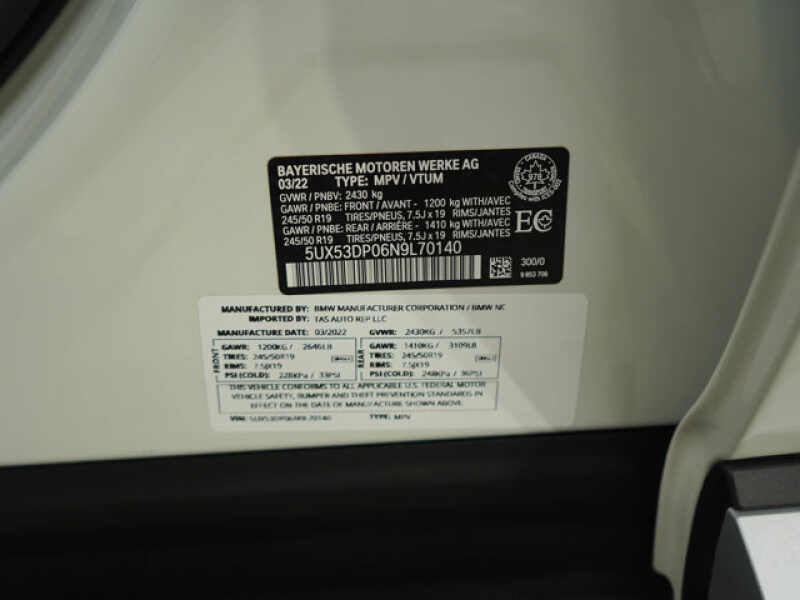 BAYERISCHE MOTOREN WERKE AG
03/22 TYPE: MPV / VTUM
GVWR / PNBV: 2430 kg
GAWR / PNBE: FRONT / AVANT - 1200 kg WITH/AVEC
245/50 R19 TIRES/PNEUS, 7.5J x 19 RIMS/JANTES
GAWR / PNBE: REAR / ARRIÈRE - 1410 kg WITH/AVEC
245/50 R19 TIRES/PNEUS, 7.5J x 19 RIMS/JANTES
5UX53DP06N9L70140
CANADA
EC
300/0
9 853 706
MANUFACTURED BY: BMW MANUFACTURER CORPORATION / BMW NC
IMPORTED BY: TAS AUTO REP LLC
MANUFACTURE DATE: 03/2022 GVWR: 2430KG / 5357LB
FRONT
GAWR: 1200KG / 2646LB
TIRES: 245/50R19
RIMS: 7.5JX19
PSI (COLD): 228KPa / 33PSI
REAR
GAWR: 1410KG / 3109LB
TIRES: 245/50R19
RIMS: 7.5JX19
PSI (COLD): 248KPa / 36PSI
THIS VEHICLE CONFORMS TO ALL APPLICABLE U.S. FEDERAL MOTOR
VEHICLE SAFETY, BUMPER AND THEFT PREVENTION STANDARDS IN
EFFECT ON THE DATE OF MANUFACTURE SHOWN ABOVE.
VIN: 5UX53DP06N9L70140 TYPE: MPV